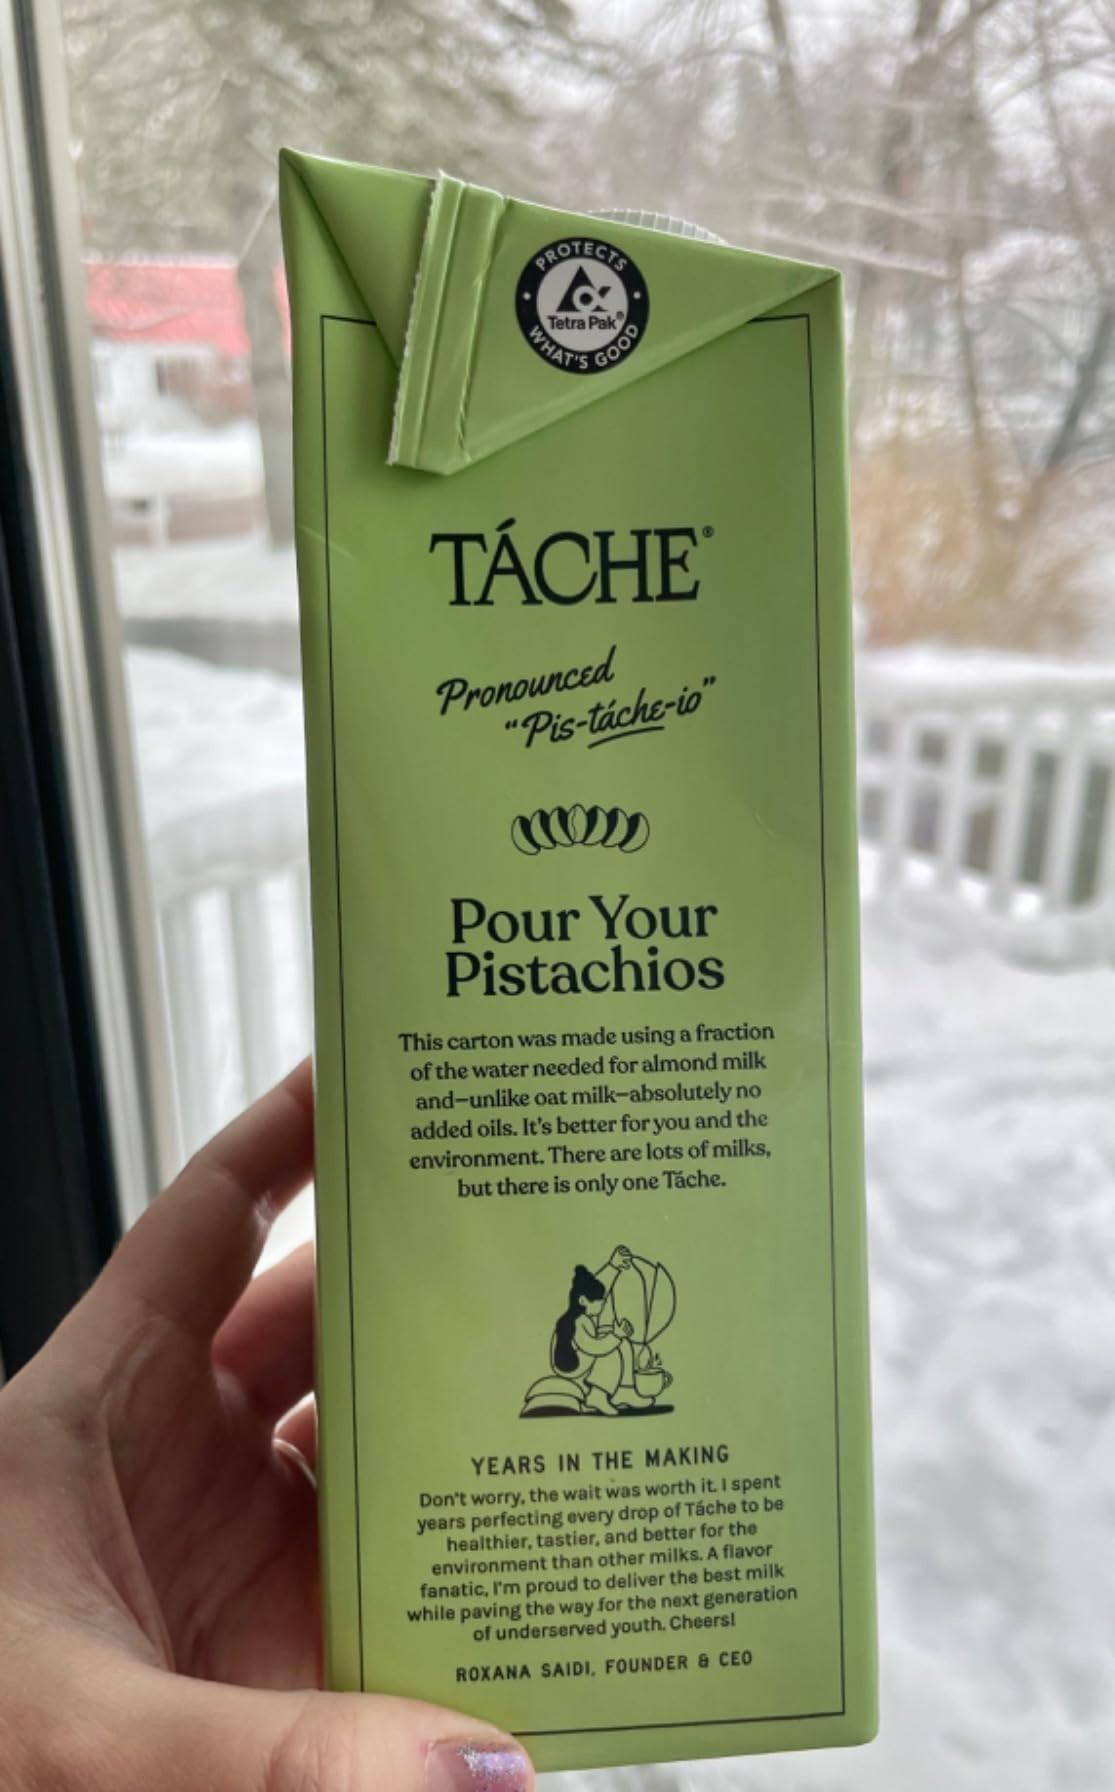 PROTECTS
Tetra Pak®
WHAT'S GOOD
TÁCHE®
Pronounced
"Pis-táche-io"
Pour Your
Pistachios
This carton was made using a fraction
of the water needed for almond milk
and—unlike oat milk—absolutely no
added oils. It's better for you and the
environment. There are lots of milks,
but there is only one Táche.
YEARS IN THE MAKING
Don't worry, the wait was worth it. I spent
years perfecting every drop of Táche to be
healthier, tastier, and better for the
environment than other milks. A flavor
fanatic, I'm proud to deliver the best milk
while paving the way for the next generation
of underserved youth. Cheers!
ROXANA SAIDI, FOUNDER & CEO